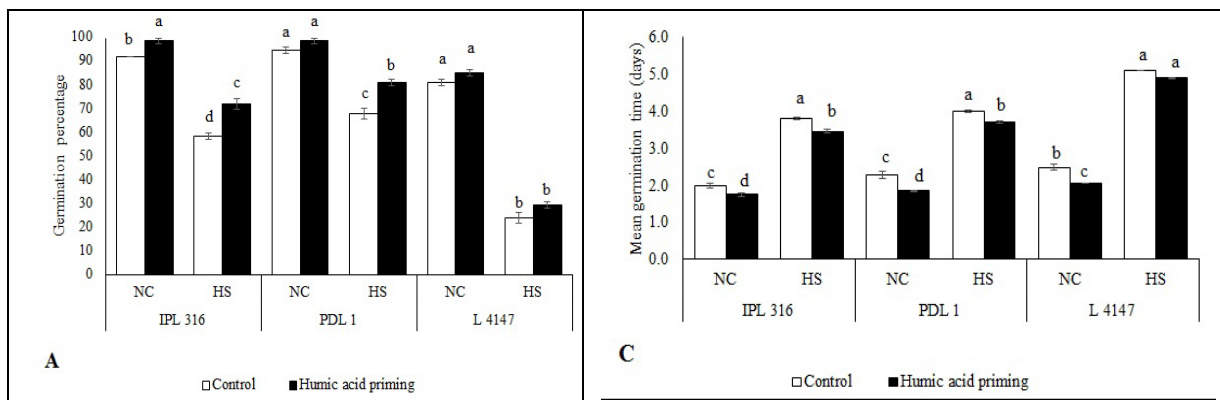 Germination percentage
100
90
80
70
60
50
40
30
20
10
0
b a d c a a c b a a b b
NC HS NC HS NC HS
IPL 316 PDL 1 L 4147
A
Control Humic acid priming
Mean germination time (days)
6.0
5.0
4.0
3.0
2.0
1.0
0.0
c d a b c d a b b c a a
NC HS NC HS NC HS
IPL 316 PDL 1 L 4147
C
Control Humic acid priming